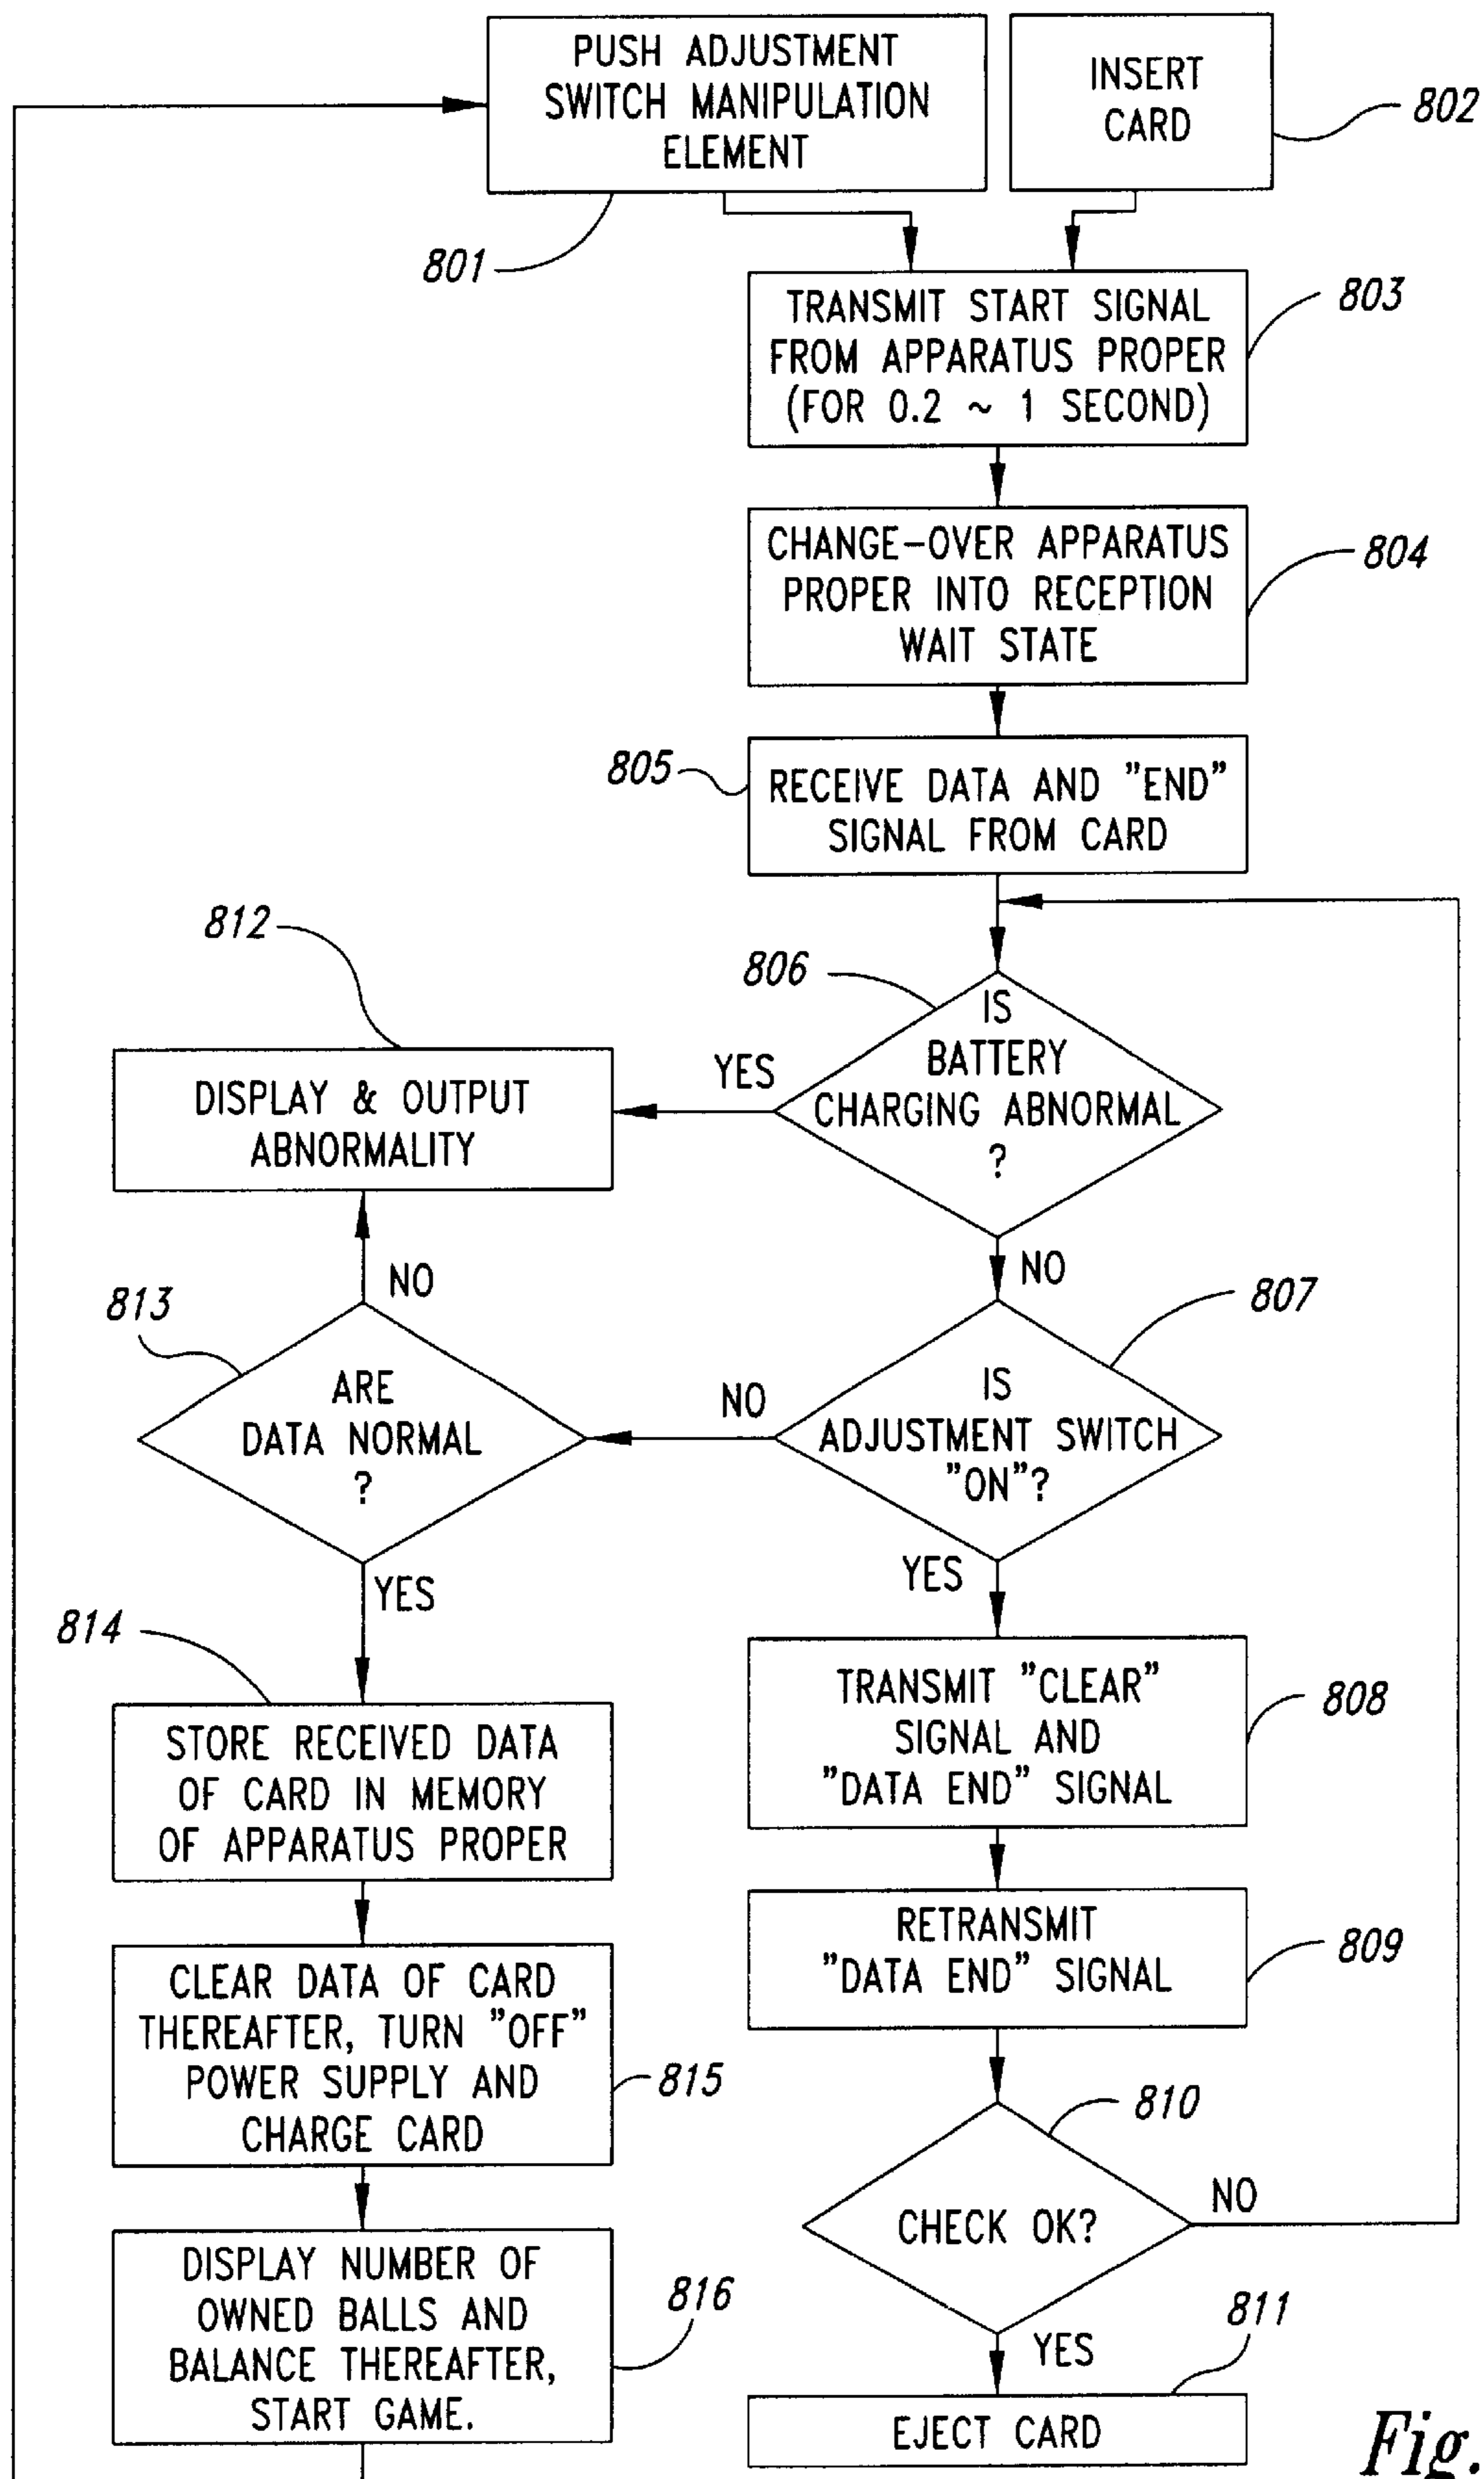 PUSH ADJUSTMENT
SWITCH MANIPULATION
ELEMENT
801
INSERT
CARD
802
TRANSMIT START SIGNAL
FROM APPARATUS PROPER
(FOR 0.2 ~ 1 SECOND)
803
CHANGE-OVER APPARATUS
PROPER INTO RECEPTION
WAIT STATE
804
805
RECEIVE DATA AND "END"
SIGNAL FROM CARD
806
IS
BATTERY
CHARGING ABNORMAL
?
YES
NO
812
DISPLAY & OUTPUT
ABNORMALITY
807
IS
ADJUSTMENT SWITCH
"ON"?
NO
YES
813
NO
ARE
DATA NORMAL
?
YES
808
TRANSMIT "CLEAR"
SIGNAL AND
"DATA END" SIGNAL
809
RETRANSMIT
"DATA END" SIGNAL
810
CHECK OK?
NO
YES
811
EJECT CARD
814
STORE RECEIVED DATA
OF CARD IN MEMORY
OF APPARATUS PROPER
815
CLEAR DATA OF CARD
THEREAFTER, TURN "OFF"
POWER SUPPLY AND
CHARGE CARD
816
DISPLAY NUMBER OF
OWNED BALLS AND
BALANCE THEREAFTER,
START GAME.
Fig.